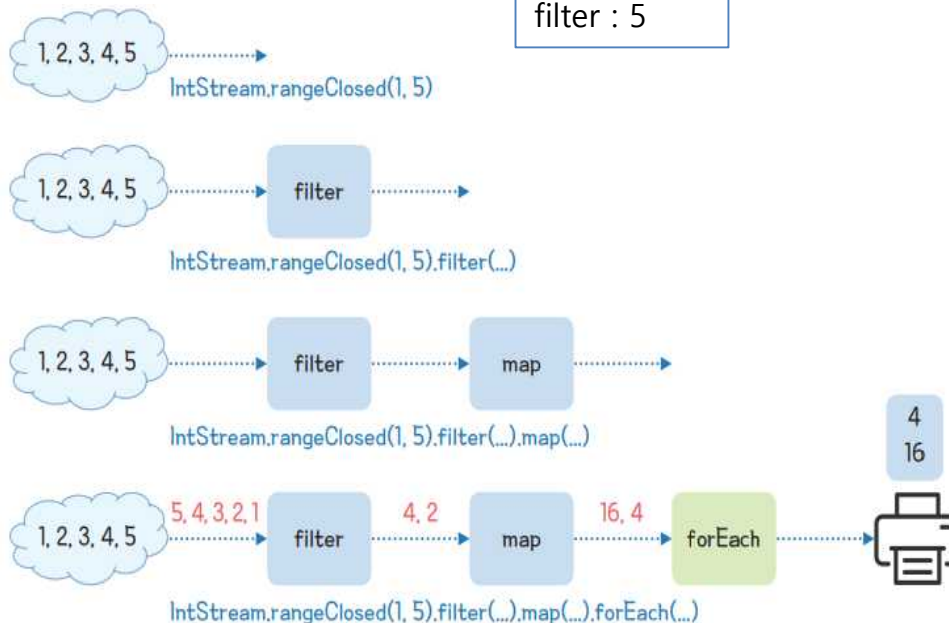 filter : 5
1, 2, 3, 4, 5
IntStream.rangeClosed(1, 5)
1, 2, 3, 4, 5
filter
IntStream.rangeClosed(1, 5).filter(...)
1, 2, 3, 4, 5
filter
map
IntStream.rangeClosed(1, 5).filter(...).map(...)
4
16
1, 2, 3, 4, 5
5, 4, 3, 2, 1
filter
4, 2
map
16, 4
forEach
IntStream.rangeClosed(1, 5).filter(...).map(...).forEach(...)